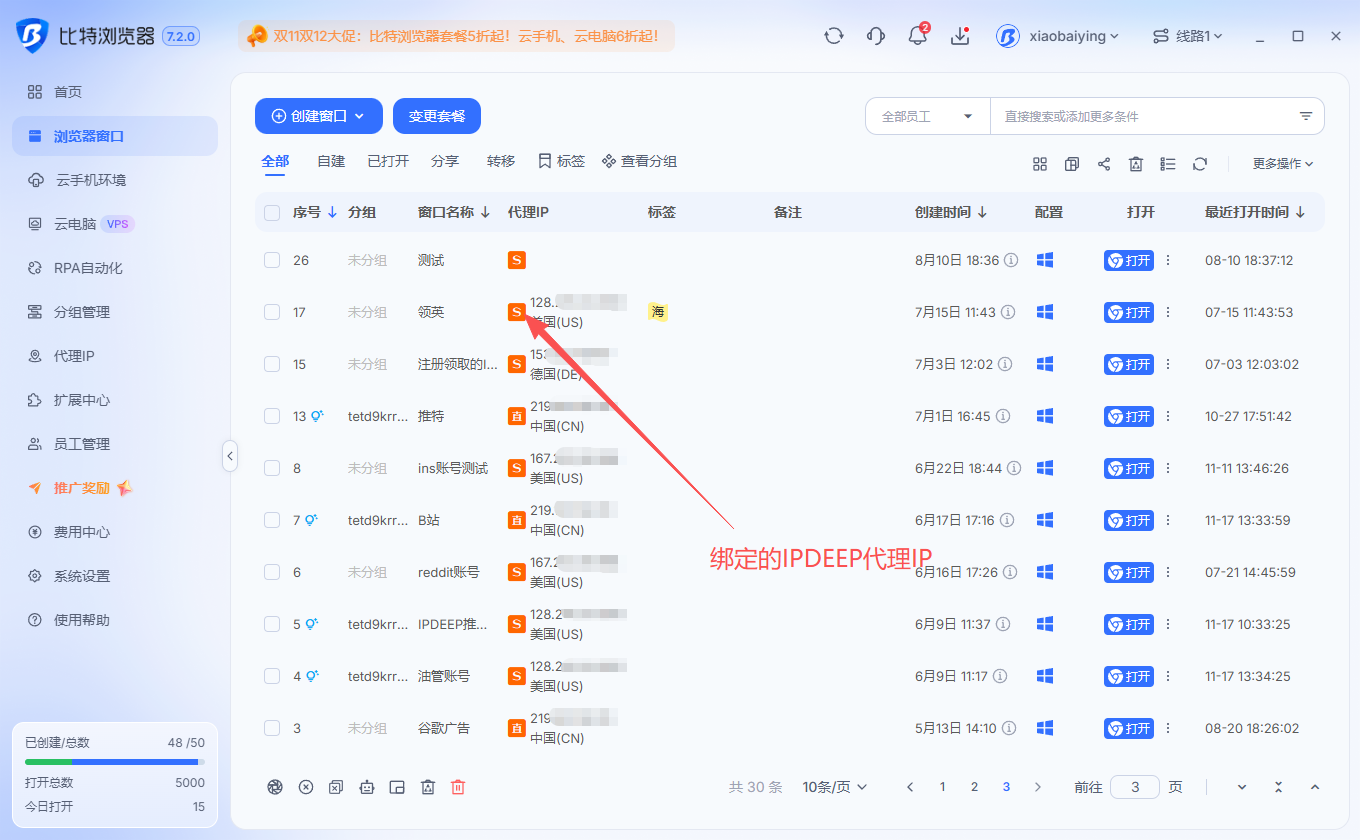 比特浏览器 7.2.0
双11双12大促：比特浏览器套餐5折起！云手机、云电脑6折起！
2
xiaobaiying
线路1
首页
浏览器窗口
云手机环境
云电脑 VPS
RPA自动化
分组管理
代理IP
扩展中心
员工管理
推广奖励
费用中心
系统设置
使用帮助
已创建/总数 48 /50
打开总数 5000
今日打开 15
创建窗口 变更套餐
全部员工 直接搜索或添加更多条件
全部 自建 已打开 分享 转移 标签 查看分组 更多操作
序号 分组 窗口名称 代理IP 标签 备注 创建时间 配置 打开 最近打开时间
26 未分组 测试 S 8月10日 18:36 打开 08-10 18:37:12
17 未分组 领英 S 128. 美国(US) 海 7月15日 11:43 打开 07-15 11:43:53
15 未分组 注册领取的I... S 德国(DE) 7月3日 12:02 打开 07-03 12:03:02
13 tetd9krr... 推特 直 219 中国(CN) 7月1日 16:45 打开 10-27 17:51:42
8 未分组 ins账号测试 S 167.2 美国(US) 6月22日 18:44 打开 11-11 13:46:26
7 tetd9krr... B站 直 219. 中国(CN) 6月17日 17:16 打开 11-17 13:33:59
绑定的IPDEEP代理IP
6 未分组 reddit账号 S 167.2 美国(US) 6月16日 17:26 打开 07-21 14:45:59
5 tetd9krr... IPDEEP推... S 128.2 美国(US) 6月9日 11:37 打开 11-17 10:33:25
4 tetd9krr... 油管账号 S 128.2 美国(US) 6月9日 11:17 打开 11-17 13:34:25
3 未分组 谷歌广告 直 219 中国(CN) 5月13日 14:10 打开 08-20 18:26:02
共 30 条 10条/页 1 2 3 前往 3 页